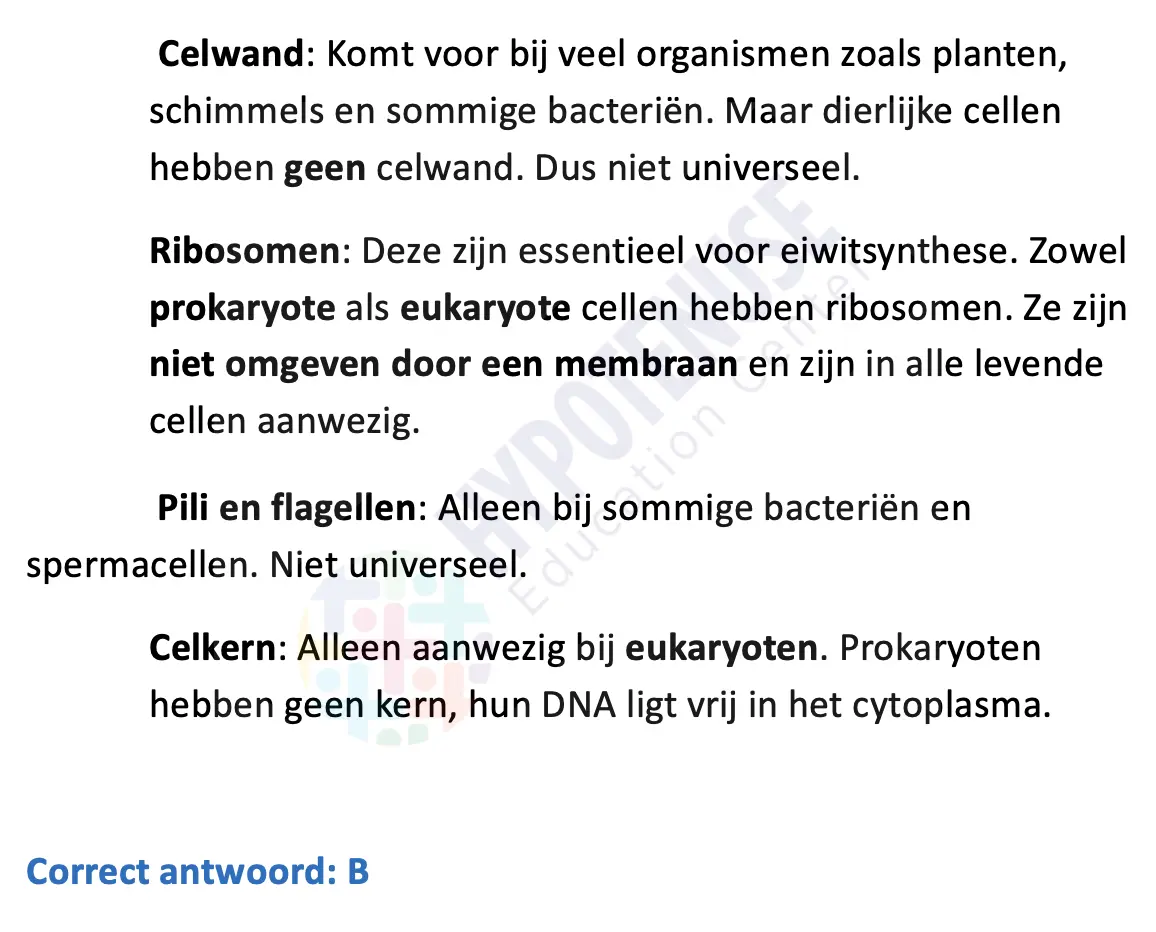 Celwand: Komt voor bij veel organismen zoals planten,
schimmels en sommige bacteriën. Maar dierlijke cellen
hebben geen celwand. Dus niet universeel.
Ribosomen: Deze zijn essentieel voor eiwitsynthese. Zowel
prokaryote als eukaryote cellen hebben ribosomen. Ze zijn
niet omgeven door een membraan en zijn in alle levende
cellen aanwezig.
Pili en flagellen: Alleen bij sommige bacteriën en
spermacellen. Niet universeel.
Celkern: Alleen aanwezig bij eukaryoten. Prokaryoten
hebben geen kern, hun DNA ligt vrij in het cytoplasma.
Correct antwoord: B
HYPOTENUSE
Education Center